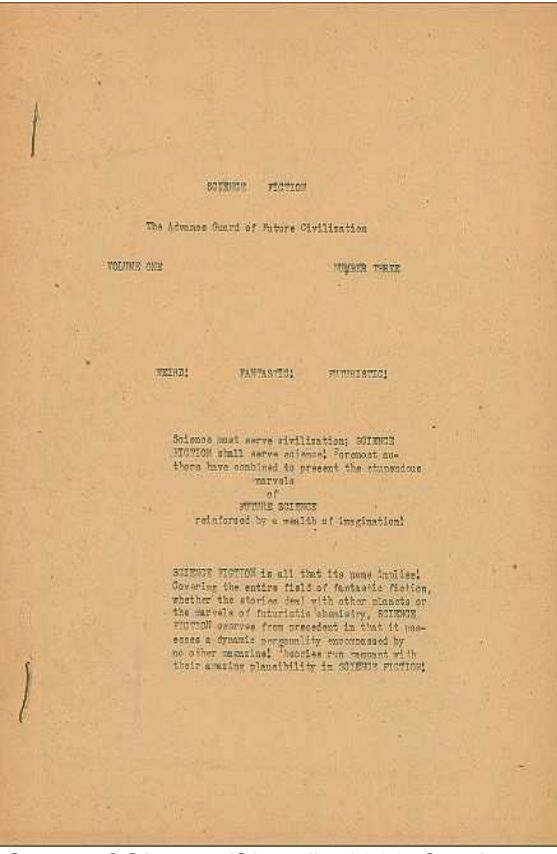 SCIENCE FICTION
The Advance Guard of Future Civilization
VOLUME ONE NUMBER THREE
WEIRD! FANTASTIC! FUTURISTIC!
Science must serve civilization; SCIENCE
FICTION shall serve science! Foremost au-
thors have combined to present the stupendous
marvels
of
FUTURE SCIENCE
reinforced by a wealth of imagination!
SCIENCE FICTION is all that its name implies!
Covering the entire field of fantastic fiction,
whether the stories deal with other planets or
the marvels of futuristic chemistry, SCIENCE
FICTION swerves from precedent in that it pos-
esses a dynamic personality encompassed by
no other magazine! Theories run rampant with
their amazing plausibility in SCIENCE FICTION!